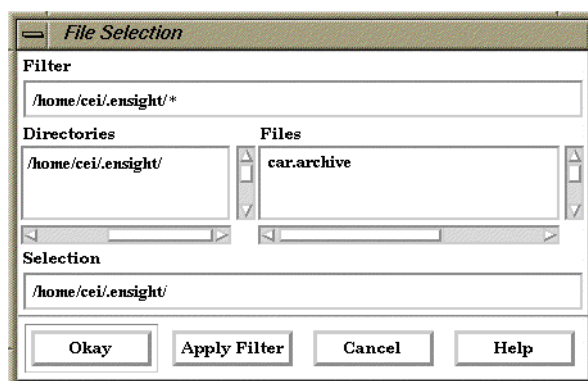 File Selection
Filter
/home/cei/.ensight/*
Directories
Files
/home/cei/.ensight/
car.archive
Selection
/home/cei/.ensight/
Okay
Apply Filter
Cancel
Help